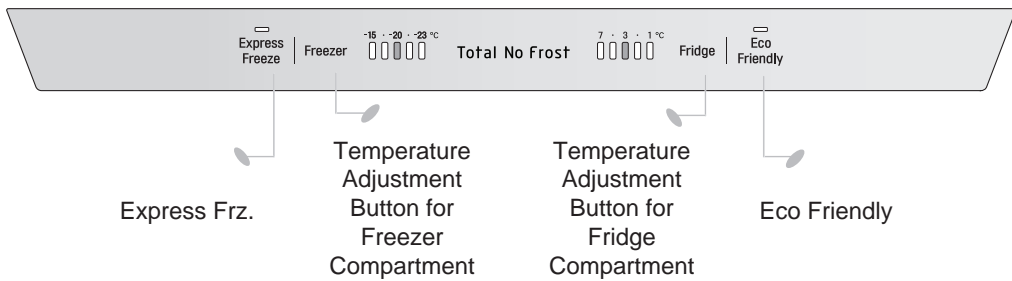 Express
Freeze
Freezer
-15 · -20 · -23 °C
Total No Frost
7 · 3 · 1 °C
Fridge
Eco
Friendly
Express Frz.
Temperature
Adjustment
Button for
Freezer
Compartment
Temperature
Adjustment
Button for
Fridge
Compartment
Eco Friendly